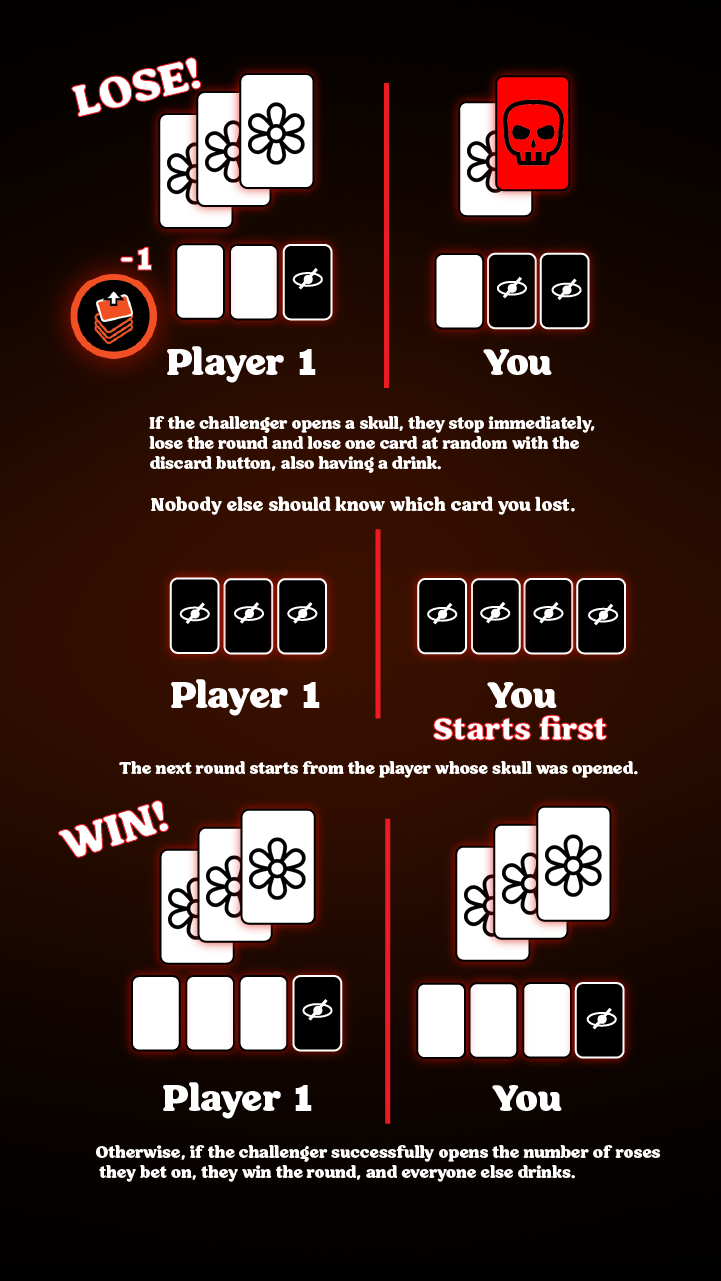 LOSE!
-1
Player 1
You
If the challenger opens a skull, they stop immediately,
lose the round and lose one card at random with the
discard button, also having a drink.
Nobody else should know which card you lost.
Player 1
You
Starts first
The next round starts from the player whose skull was opened.
WIN!
Player 1
You
Otherwise, if the challenger successfully opens the number of roses
they bet on, they win the round, and everyone else drinks.